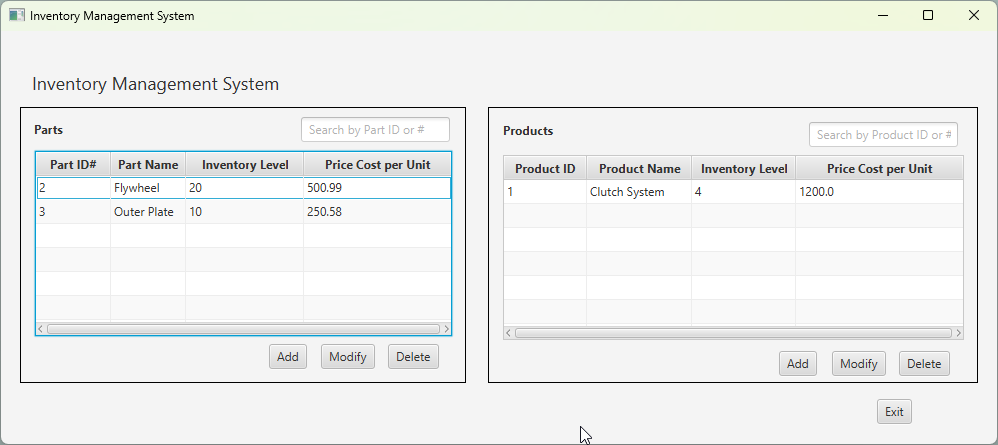 Inventory Management System
Inventory Management System
Parts
Search by Part ID or #
Part ID# Part Name Inventory Level Price Cost per Unit
2 Flywheel 20 500.99
3 Outer Plate 10 250.58
Add Modify Delete
Products
Search by Product ID or #
Product ID Product Name Inventory Level Price Cost per Unit
1 Clutch System 4 1200.0
Add Modify Delete
Exit